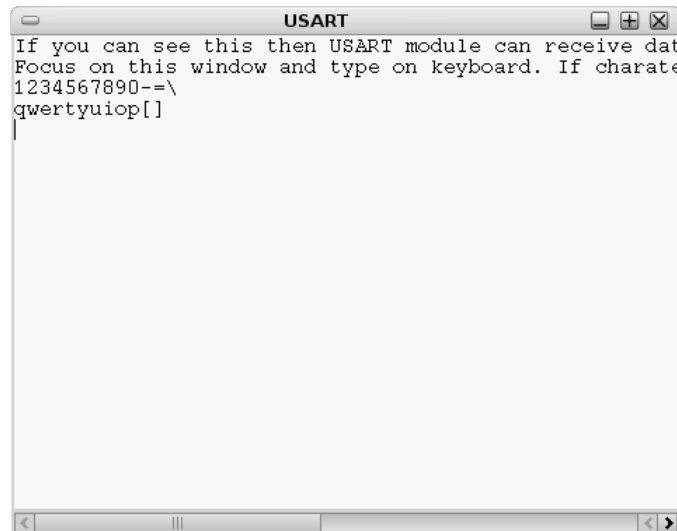 USART
If you can see this then USART module can receive dat
Focus on this window and type on keyboard. If charate
1234567890-=\
qwertyuiop[]